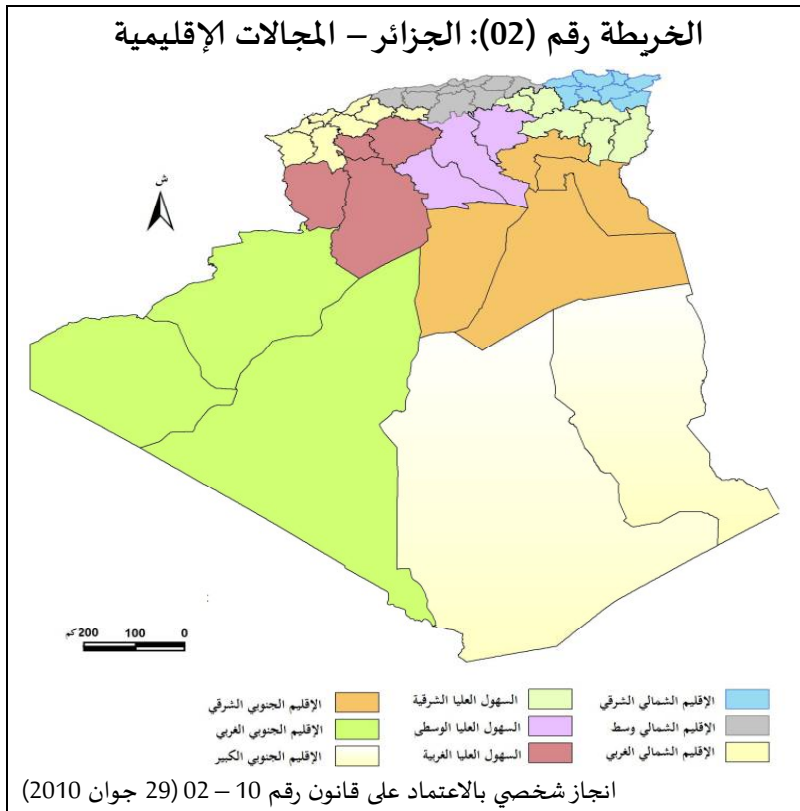 الخريطة رقم (02): الجزائر – المجالات الإقليمية
ش
200 100 0
كم
الإقليم الشمالي الشرقي
السهول العليا الشرقية
الإقليم الجنوبي الشرقي
الإقليم الشمالي وسط
السهول العليا الوسطى
الإقليم الجنوبي الغربي
الإقليم الشمالي الغربي
السهول العليا الغربية
الإقليم الجنوبي الكبير
انجاز شخصي بالاعتماد على قانون رقم 10 – 02 (29 جوان 2010)